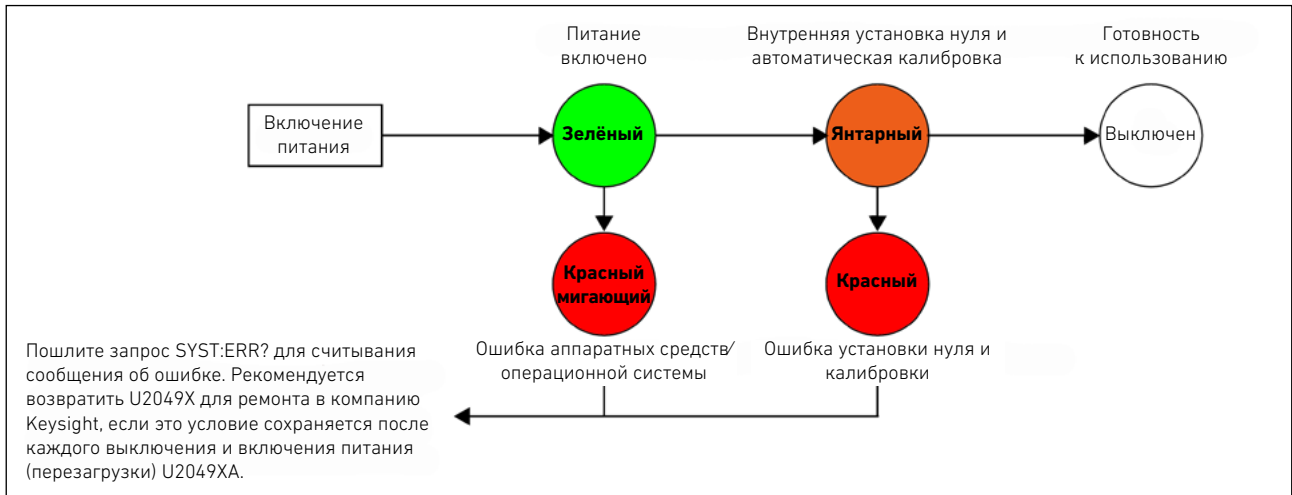 Питание
включено
Внутренняя установка нуля и
автоматическая калибровка
Готовность
к использованию
Включение
питания
Зелёный
Янтарный
Выключен
Красный
мигающий
Красный
Ошибка аппаратных средств/
операционной системы
Ошибка установки нуля и
калибровки
Пошлите запрос SYST:ERR? для считывания
сообщения об ошибке. Рекомендуется
возвратить U2049X для ремонта в компанию
Keysight, если это условие сохраняется после
каждого выключения и включения питания
(перезагрузки) U2049XA.